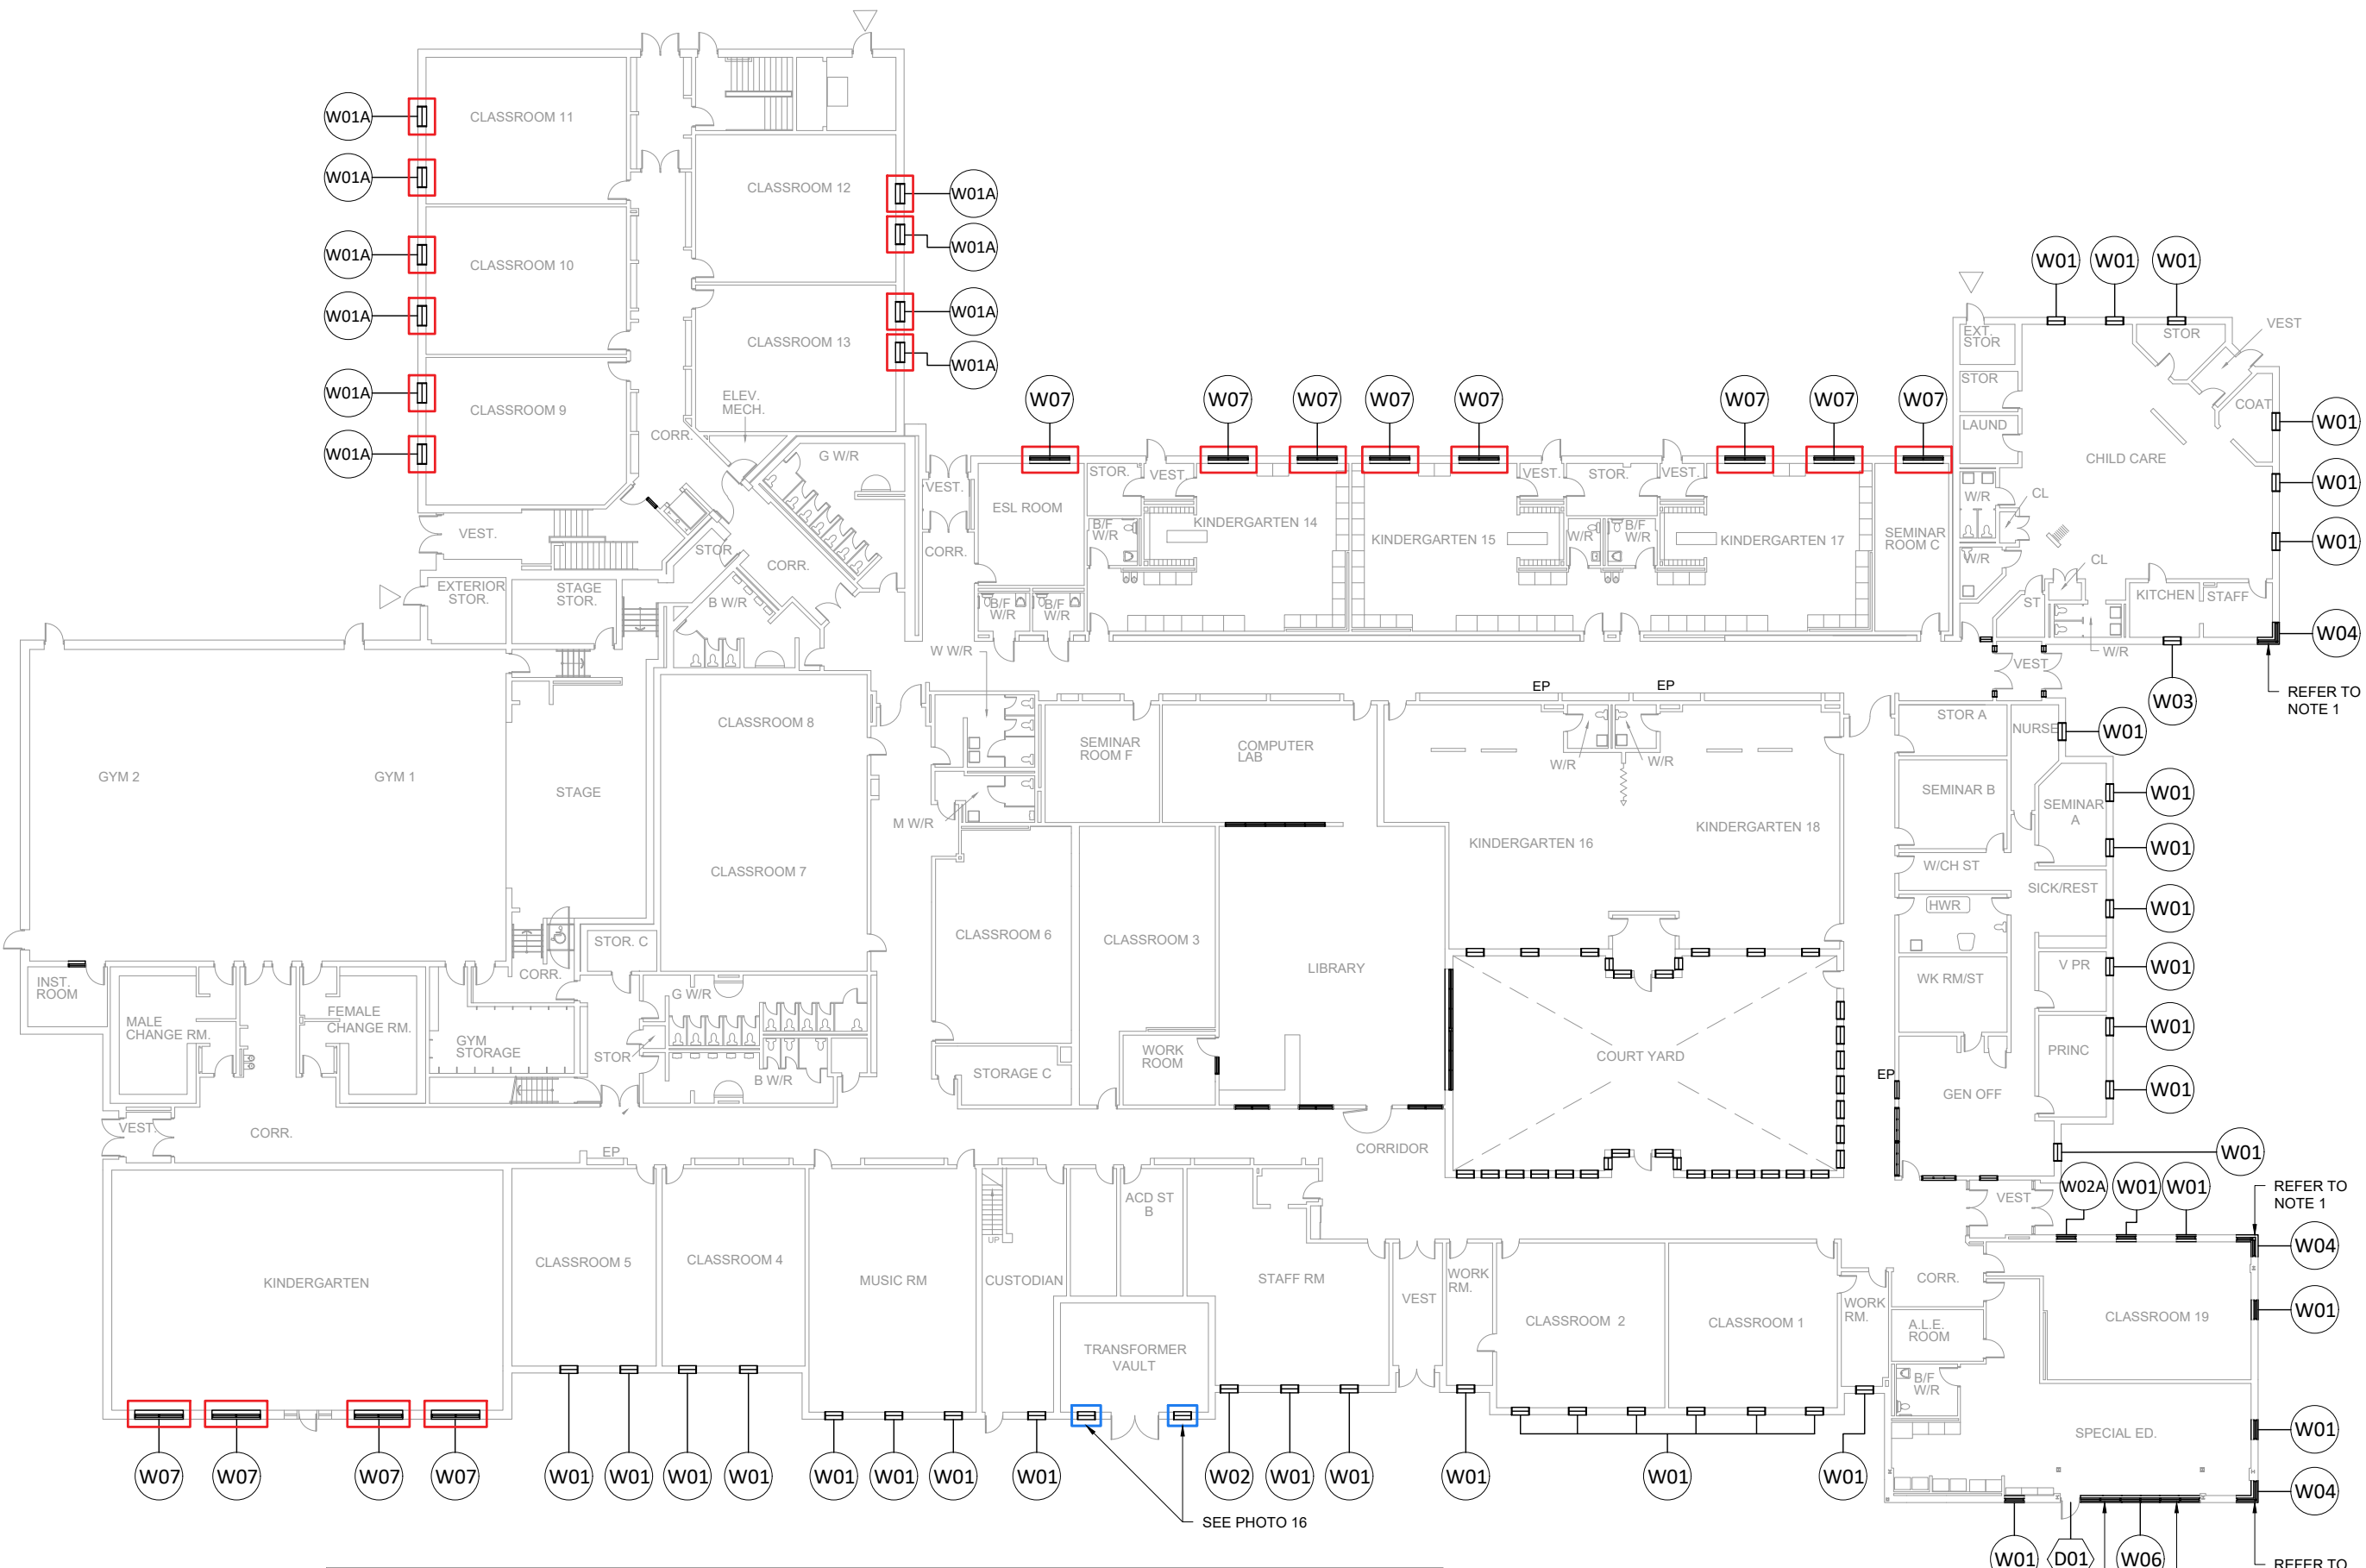 CLASSROOM 11
W01A
W01A
CLASSROOM 12
W01A
W01A
W01A
CLASSROOM 10
W01A
W01A
CLASSROOM 13
W01A
W01A
W01A
CLASSROOM 9
W01A
ELEV.
MECH.
CORR.
G W/R
VEST.
STOR
CORR.
EXTERIOR
STOR.
STAGE
STOR.
B W/R
VEST.
CORR.
W07
W07
W07
W07
W07
W07
W07
W07
ESL ROOM
STOR.
VEST.
B/F
W/R
KINDERGARTEN 14
KINDERGARTEN 15
VEST.
STOR.
VEST.
W/R
B/F
W/R
KINDERGARTEN 17
SEMINAR
ROOM C
B/F
W/R
B/F
W/R
W01
W01
W01
EXT.
STOR
STOR
VEST
STOR
COAT
W01
LAUND
CHILD CARE
W01
W/R
CL
W01
W/R
CL
ST
KITCHEN
STAFF
W04
W/R
VEST
W03
REFER TO
NOTE 1
GYM 2
GYM 1
STAGE
CLASSROOM 8
CLASSROOM 7
W W/R
M W/R
SEMINAR
ROOM F
COMPUTER
LAB
EP
EP
W/R
W/R
KINDERGARTEN 16
KINDERGARTEN 18
STOR A
NURSE
W01
SEMINAR B
SEMINAR
A
W01
W01
W/CH ST
SICK/REST
W01
HWR
W01
V PR
WK RM/ST
W01
PRINC
W01
EP
GEN OFF
W01
INST.
ROOM
MALE
CHANGE RM.
FEMALE
CHANGE RM.
GYM
STORAGE
CORR.
STOR. C
G W/R
STOR
B W/R
CLASSROOM 6
CLASSROOM 3
LIBRARY
STORAGE C
WORK
ROOM
COURT YARD
CORRIDOR
VEST.
CORR.
EP
KINDERGARTEN
CLASSROOM 5
CLASSROOM 4
MUSIC RM
CUSTODIAN
UP
ACD ST
B
TRANSFORMER
VAULT
STAFF RM
VEST
WORK
RM.
CLASSROOM 2
CLASSROOM 1
WORK
RM.
VEST
W02A
W01
W01
REFER TO
NOTE 1
W04
CORR.
W01
CLASSROOM 19
A.L.E.
ROOM
B/F
W/R
SPECIAL ED.
W01
W04
W07
W07
W07
W07
W01
W01
W01
W01
W01
W01
W01
W01
W02
W01
W01
W01
W01
W01
SEE PHOTO 16
W01
D01
W06
REFER TO